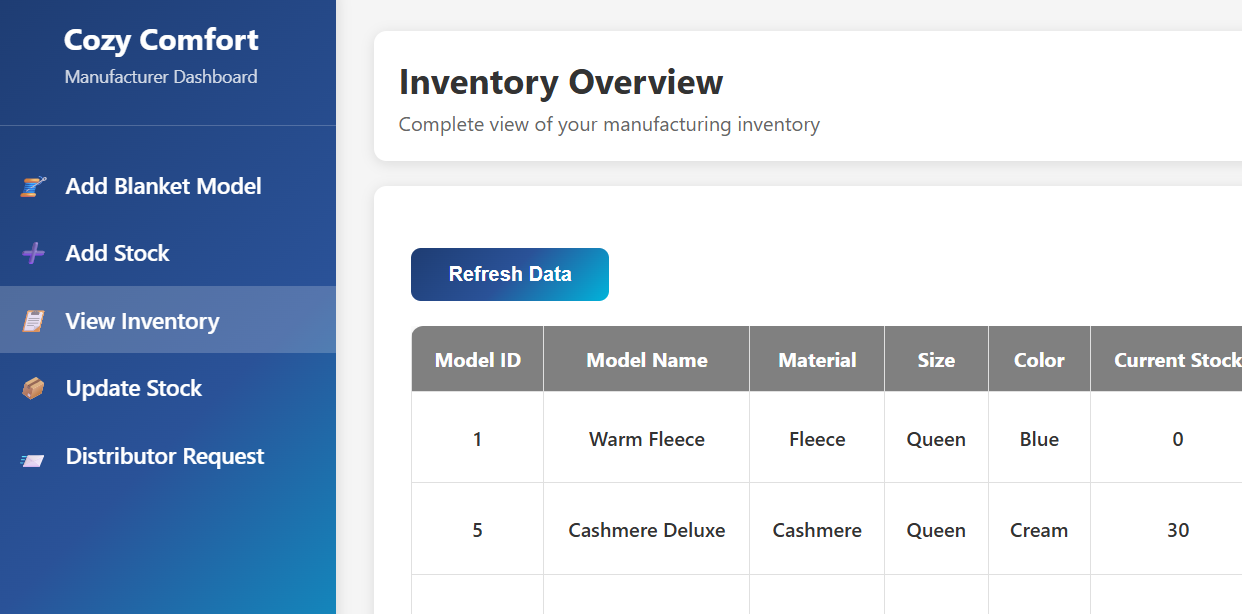 Cozy Comfort
Manufacturer Dashboard
Add Blanket Model
Add Stock
View Inventory
Update Stock
Distributor Request
Inventory Overview
Complete view of your manufacturing inventory
Refresh Data
Model ID Model Name Material Size Color Current Stock
1 Warm Fleece Fleece Queen Blue 0
5 Cashmere Deluxe Cashmere Queen Cream 30